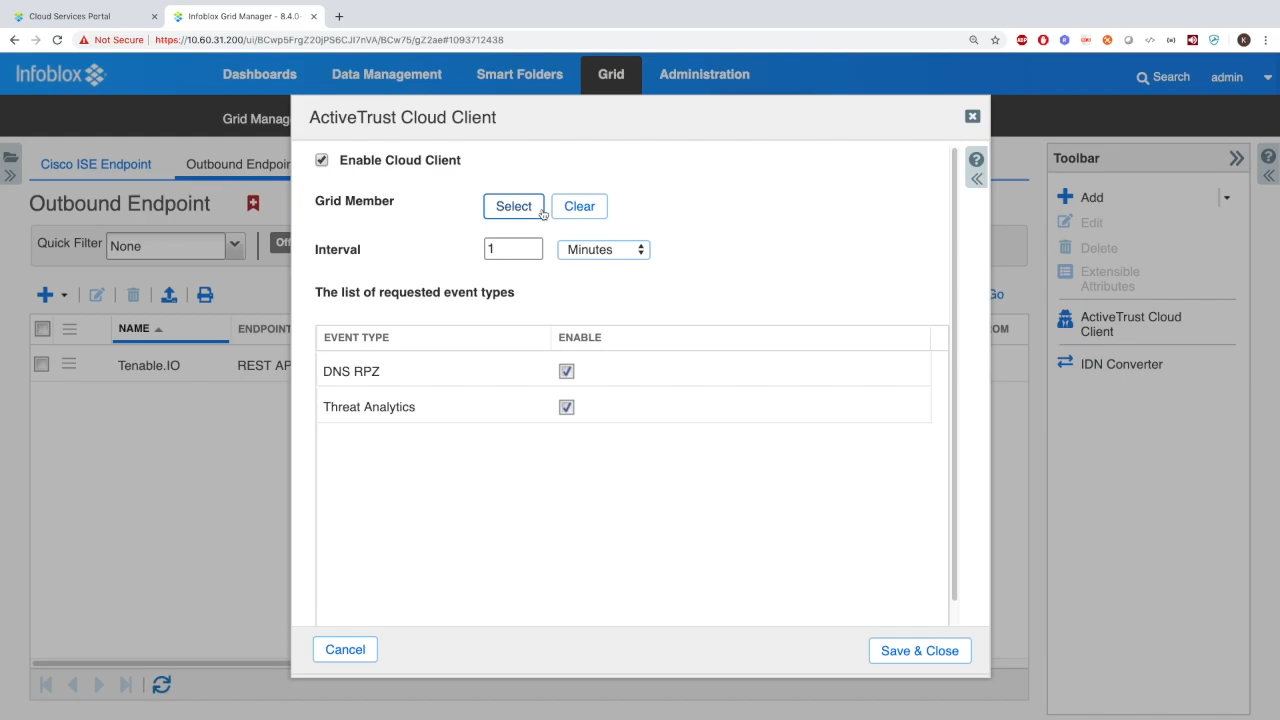 Cloud Services Portal
Infoblox Grid Manager - 8.4.0-
Not Secure | https://10.60.31.200/ui/BCwp5FrgZ20jPS6CJI7nVA/BCw75/gZ2ae#1093712438
K
Infoblox
Dashboards
Data Management
Smart Folders
Grid
Administration
Search
admin
Grid Manag
Cisco ISE Endpoint
Outbound Endpoin
Outbound Endpoint
Quick Filter
None
Off
Go
NAME
ENDPOINT
OM
Tenable.IO
REST AP
ActiveTrust Cloud Client
Enable Cloud Client
Grid Member
Select
Clear
Interval
1
Minutes
The list of requested event types
EVENT TYPE
ENABLE
DNS RPZ
Threat Analytics
Cancel
Save & Close
Toolbar
Add
Edit
Delete
Extensible
Attributes
ActiveTrust Cloud
Client
IDN Converter